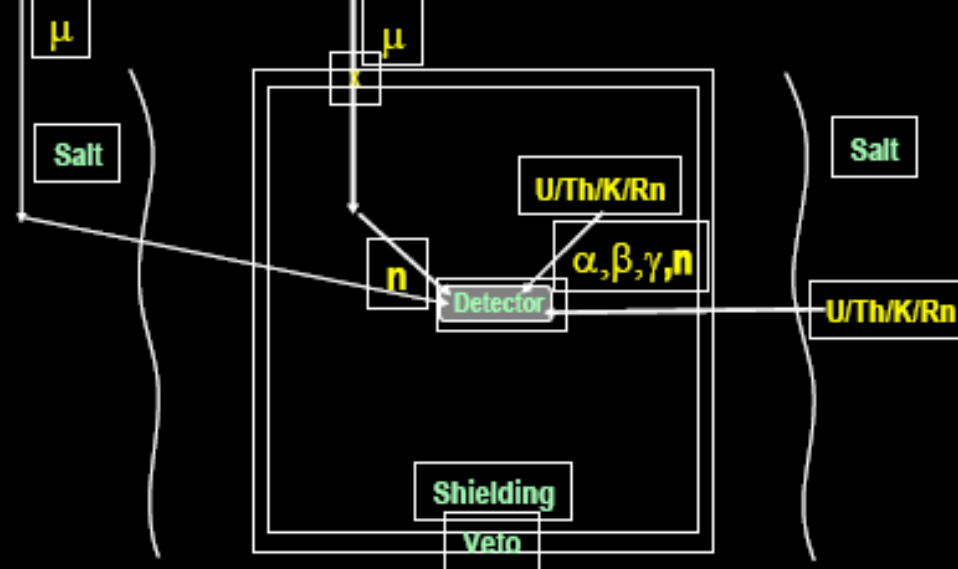 μ
μ
x
Salt
Salt
U/Th/K/Rn
α,β,γ,n
n
Detector
U/Th/K/Rn
Shielding
Veto